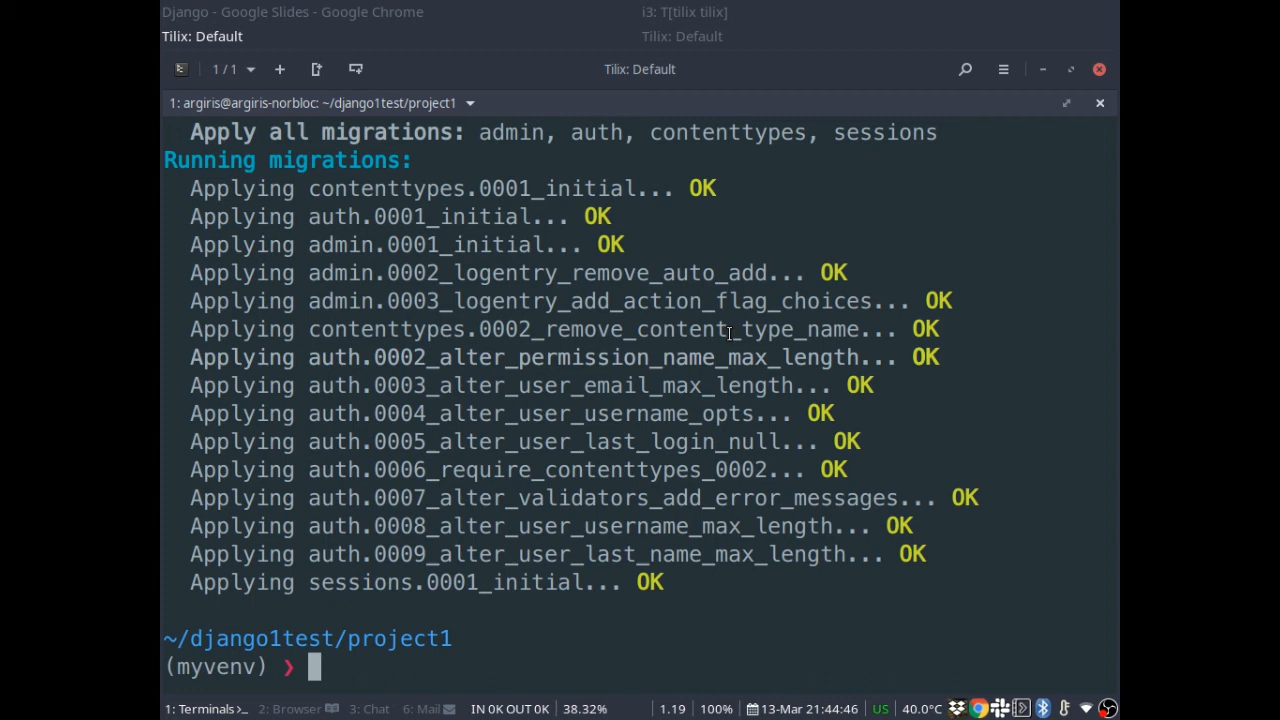 Django - Google Slides - Google Chrome
i3: T[tilix tilix]
Tilix: Default
Tilix: Default
1 / 1
Tilix: Default
1: argiris@argiris-norbloc: ~/django1test/project1
Apply all migrations: admin, auth, contenttypes, sessions
Running migrations:
Applying contenttypes.0001_initial... OK
Applying auth.0001_initial... OK
Applying admin.0001_initial... OK
Applying admin.0002_logentry_remove_auto_add... OK
Applying admin.0003_logentry_add_action_flag_choices... OK
Applying contenttypes.0002_remove_content_type_name... OK
Applying auth.0002_alter_permission_name_max_length... OK
Applying auth.0003_alter_user_email_max_length... OK
Applying auth.0004_alter_user_username_opts... OK
Applying auth.0005_alter_user_last_login_null... OK
Applying auth.0006_require_contenttypes_0002... OK
Applying auth.0007_alter_validators_add_error_messages... OK
Applying auth.0008_alter_user_username_max_length... OK
Applying auth.0009_alter_user_last_name_max_length... OK
Applying sessions.0001_initial... OK
~/django1test/project1
(myvenv) ❯
1: Terminals>_ 2: Browser 3: Chat 6: Mail IN 0K OUT 0K 38.32% 1.19 100% 13-Mar 21:44:46 US 40.0°C